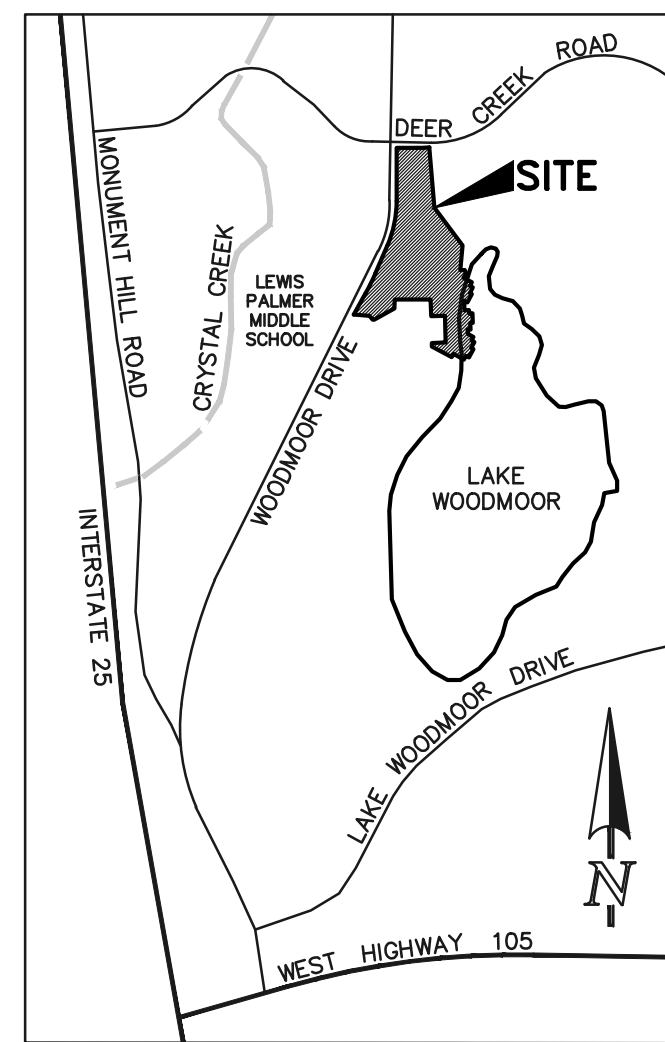 DEER CREEK ROAD
SITE
MONUMENT HILL ROAD
CRYSTAL CREEK
LEWIS
PALMER
MIDDLE
SCHOOL
WOODMOOR DRIVE
LAKE
WOODMOOR
INTERSTATE 25
LAKE WOODMOOR DRIVE
N
WEST HIGHWAY 105